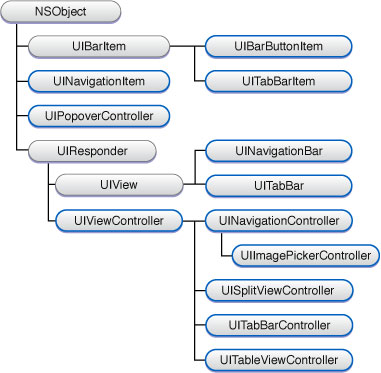 NSObject
UIBarItem
UIBarButtonItem
UITabBarItem
UINavigationItem
UIPopoverController
UIResponder
UINavigationBar
UIView
UITabBar
UIViewController
UINavigationController
UIImagePickerController
UISplitViewController
UITabBarController
UITableViewController